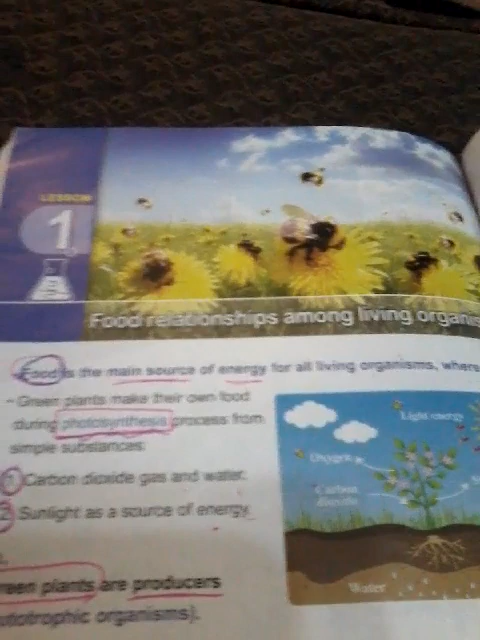 LESSON
1
Food relationships among living organis
Food is the main source of energy for all living organisms, where
- Green plants make their own food
during photosynthesis process from
simple substances:
1 Carbon dioxide gas and water.
2 Sunlight as a source of energy.
reen plants are producers
utotrophic organisms).
Light energy
Oxygen
Carbon
dioxide
Water